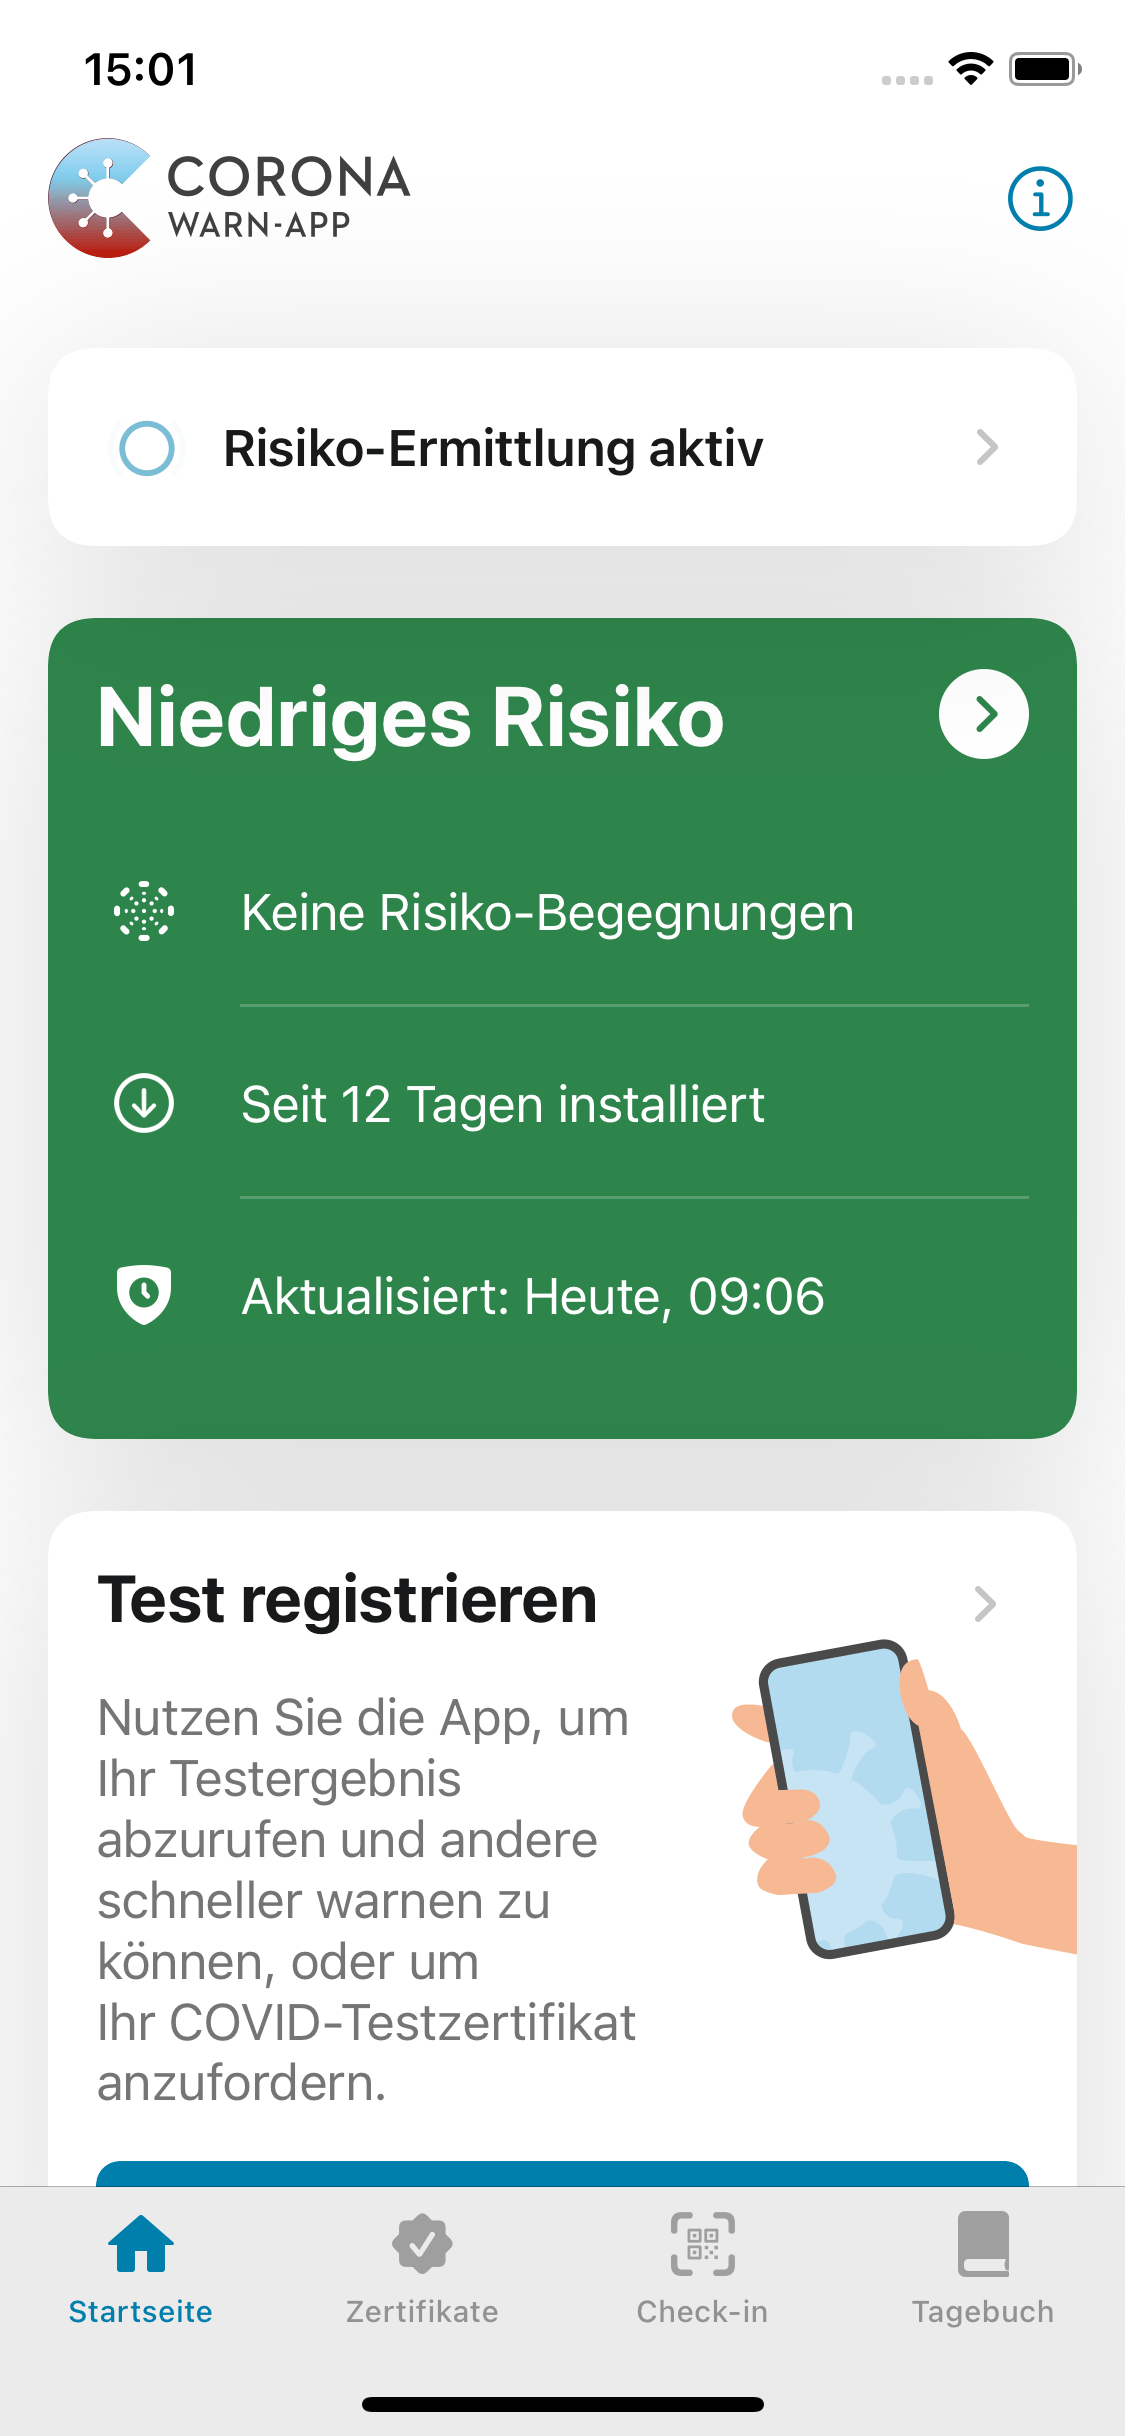 15:01
CORONA
WARN-APP
Risiko-Ermittlung aktiv
Niedriges Risiko
Keine Risiko-Begegnungen
Seit 12 Tagen installiert
Aktualisiert: Heute, 09:06
Test registrieren
Nutzen Sie die App, um
Ihr Testergebnis
abzurufen und andere
schneller warnen zu
können, oder um
Ihr COVID-Testzertifikat
anzufordern.
Startseite
Zertifikate
Check-in
Tagebuch